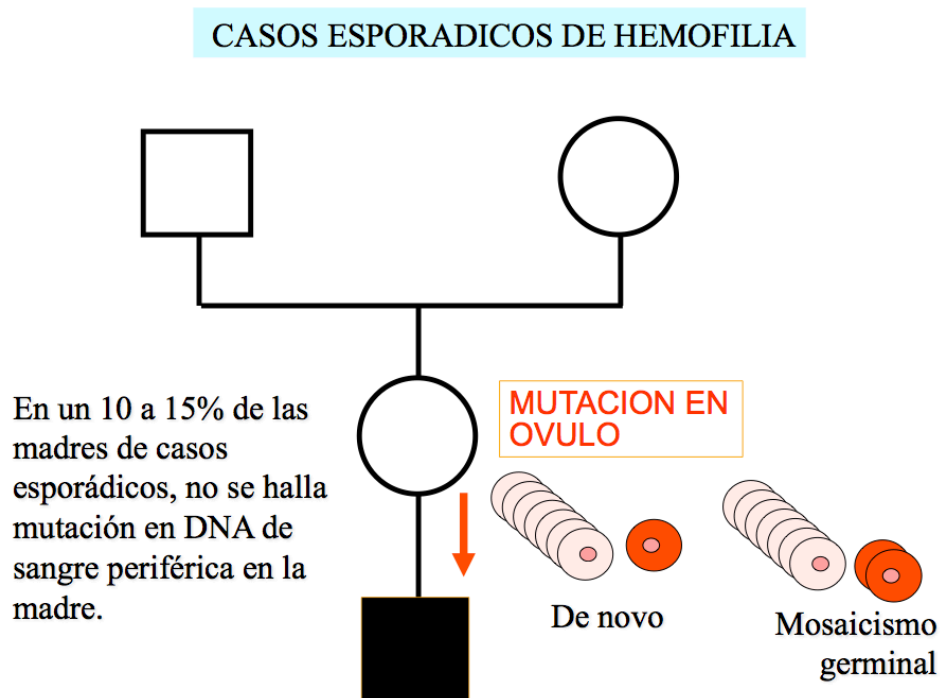 CASOS ESPORADICOS DE HEMOFILIA
En un 10 a 15% de las
madres de casos
esporádicos, no se halla
mutación en DNA de
sangre periférica en la
madre.
MUTACION EN
OVULO
De novo
Mosaicismo
germinal